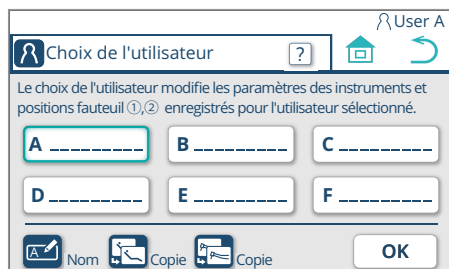 User A
Choix de l'utilisateur ?
Le choix de l'utilisateur modifie les paramètres des instruments et
positions fauteuil ①,② enregistrés pour l'utilisateur sélectionné.
A _________ B _________ C _________
D _________ E _________ F _________
A Nom Copie Copie OK